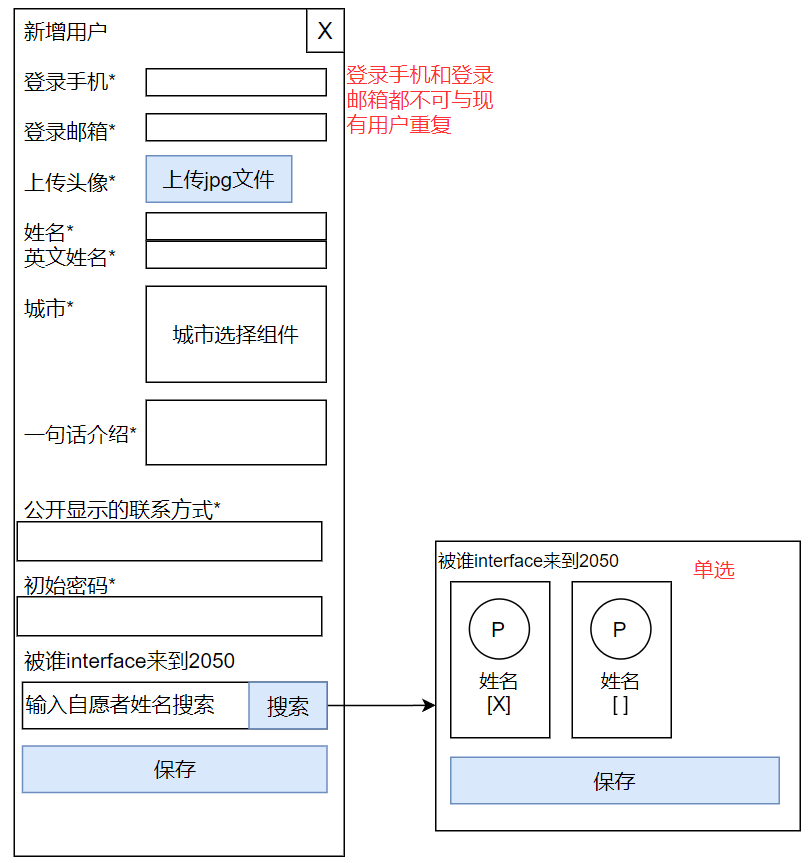 新增用户
X
登录手机*
登录手机和登录
邮箱都不可与现
有用户重复
登录邮箱*
上传头像*
上传jpg文件
姓名*
英文姓名*
城市*
城市选择组件
一句话介绍*
公开显示的联系方式*
初始密码*
被谁interface来到2050
输入自愿者姓名搜索
搜索
保存
被谁interface来到2050
单选
P
姓名
[X]
P
姓名
[ ]
保存